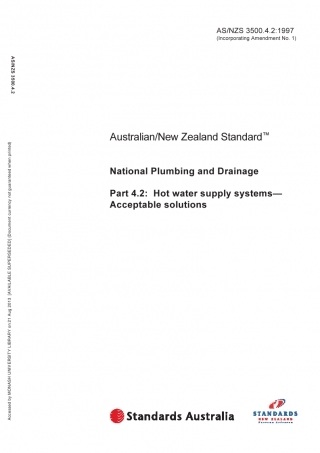 AS/NZS 3500.4.2:1997
(Incorporating Amendment No. 1)
AS/NZS 3500.4.2
Australian/New Zealand Standard™
National Plumbing and Drainage
Part 4.2: Hot water supply systems—
Acceptable solutions
Accessed by MONASH UNIVERSITY LIBRARY on 21 Aug 2013 [AVAILABLE SUPERSEDED] (Document currency not guaranteed when printed)
Standards Australia
STANDARDS
NEW ZEALAND